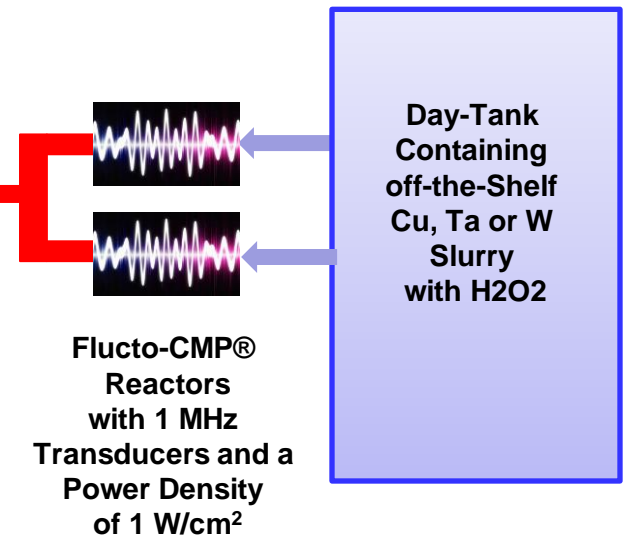 Day-Tank
Containing
off-the-Shelf
Cu, Ta or W
Slurry
with H2O2
Flucto-CMP®
Reactors
with 1 MHz
Transducers and a
Power Density
of 1 W/cm²